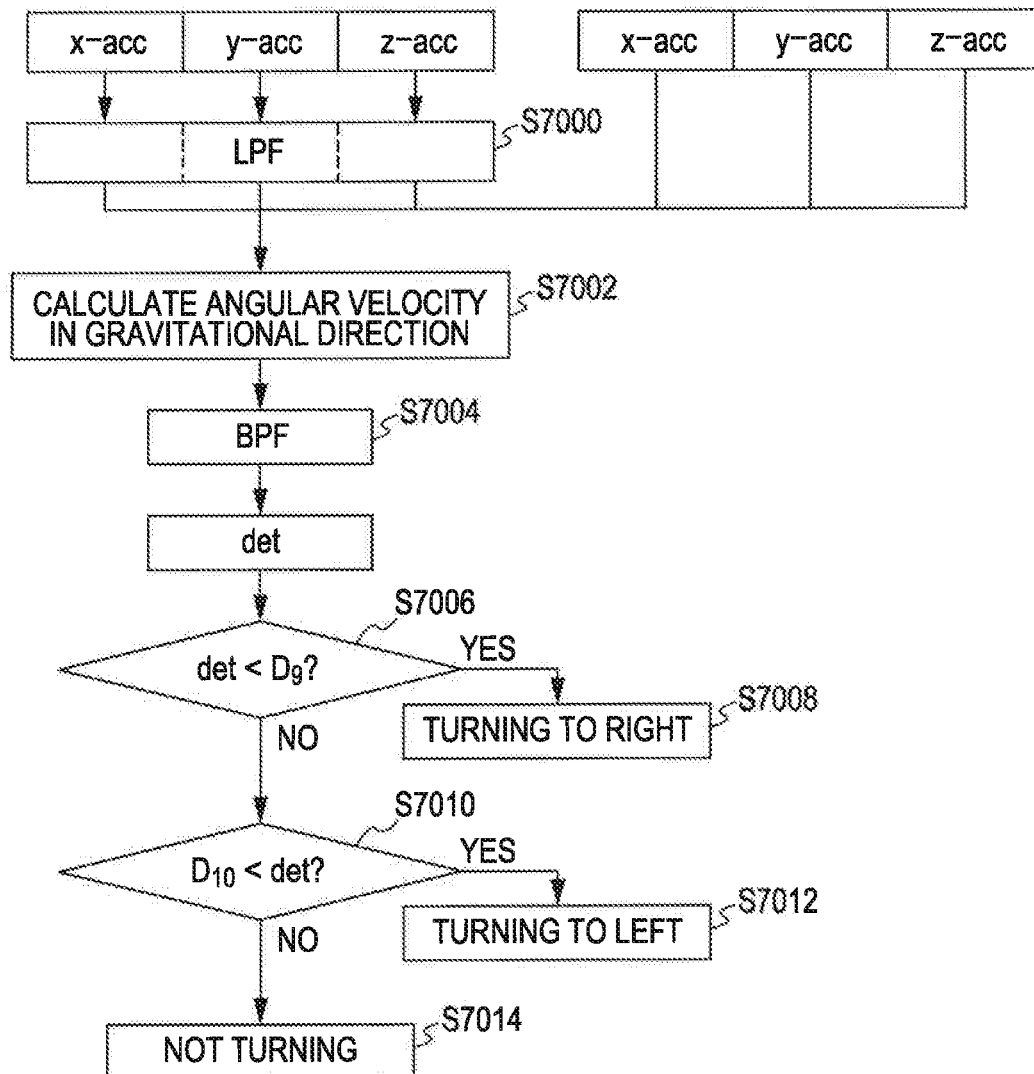 x-acc y-acc z-acc x-acc y-acc z-acc
S7000
LPF
S7002
CALCULATE ANGULAR VELOCITY
IN GRAVITATIONAL DIRECTION
S7004
BPF
det
S7006
det < D9?
YES
S7008
TURNING TO RIGHT
NO
S7010
D10 < det?
YES
S7012
TURNING TO LEFT
NO
S7014
NOT TURNING